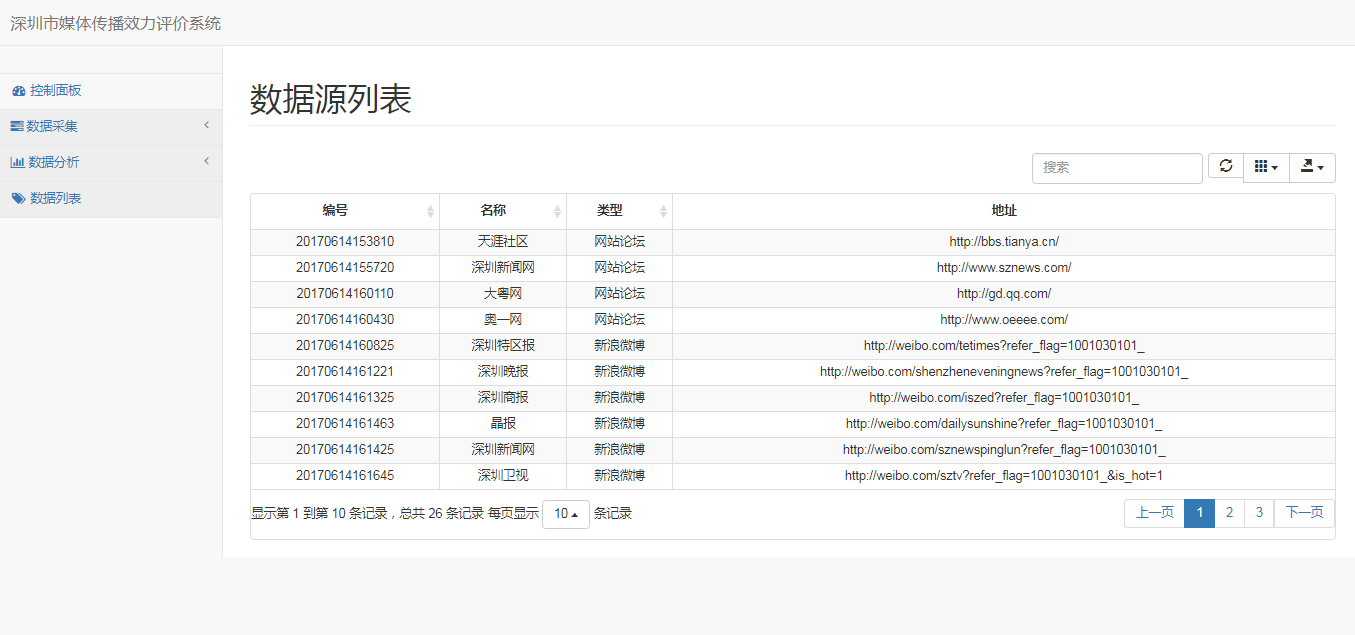 深圳市媒体传播效力评价系统
控制面板
数据采集
数据分析
数据列表
数据源列表
搜索
编号 名称 类型 地址
20170614153810 天涯社区 网站论坛 http://bbs.tianya.cn/
20170614155720 深圳新闻网 网站论坛 http://www.sznews.com/
20170614160110 大粤网 网站论坛 http://gd.qq.com/
20170614160430 奥一网 网站论坛 http://www.oeeee.com/
20170614160825 深圳特区报 新浪微博 http://weibo.com/tetimes?refer_flag=1001030101_
20170614161221 深圳晚报 新浪微博 http://weibo.com/shenzheneveningnews?refer_flag=1001030101_
20170614161325 深圳商报 新浪微博 http://weibo.com/iszed?refer_flag=1001030101_
20170614161463 晶报 新浪微博 http://weibo.com/dailysunshine?refer_flag=1001030101_
20170614161425 深圳新闻网 新浪微博 http://weibo.com/sznewspinglun?refer_flag=1001030101_
20170614161645 深圳卫视 新浪微博 http://weibo.com/sztv?refer_flag=1001030101_&is_hot=1
显示第 1 到第 10 条记录，总共 26 条记录 每页显示 10 条记录 上一页 1 2 3 下一页